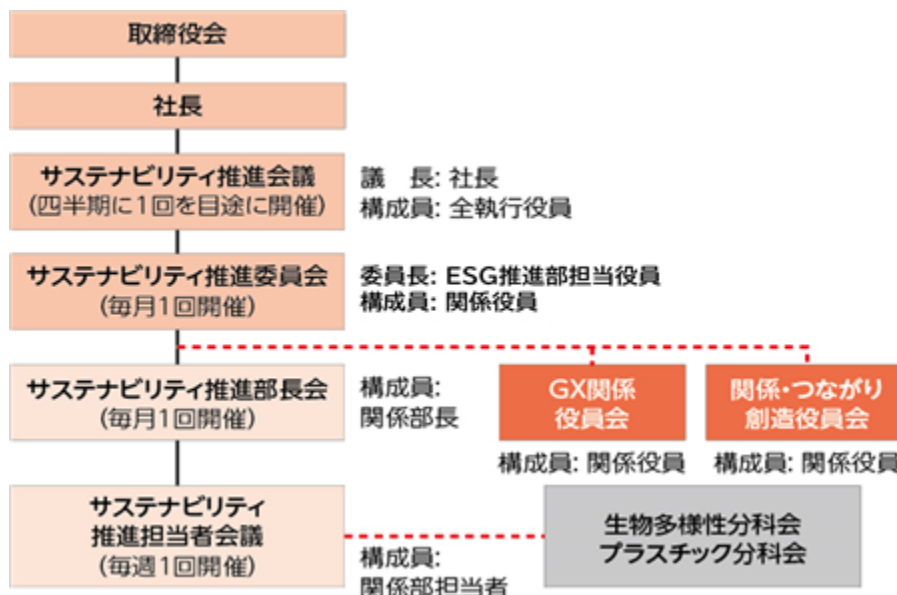 取締役会
社長
サステナビリティ推進会議
(四半期に1回を目途に開催)
議　長: 社長
構成員: 全執行役員
サステナビリティ推進委員会
(毎月1回開催)
委員長: ESG推進部担当役員
構成員: 関係役員
サステナビリティ推進部長会
(毎月1回開催)
構成員:
関係部長
GX関係
役員会
構成員: 関係役員
関係・つながり
創造役員会
構成員: 関係役員
サステナビリティ
推進担当者会議
(毎週1回開催)
構成員:
関係部担当者
生物多様性分科会
プラスチック分科会